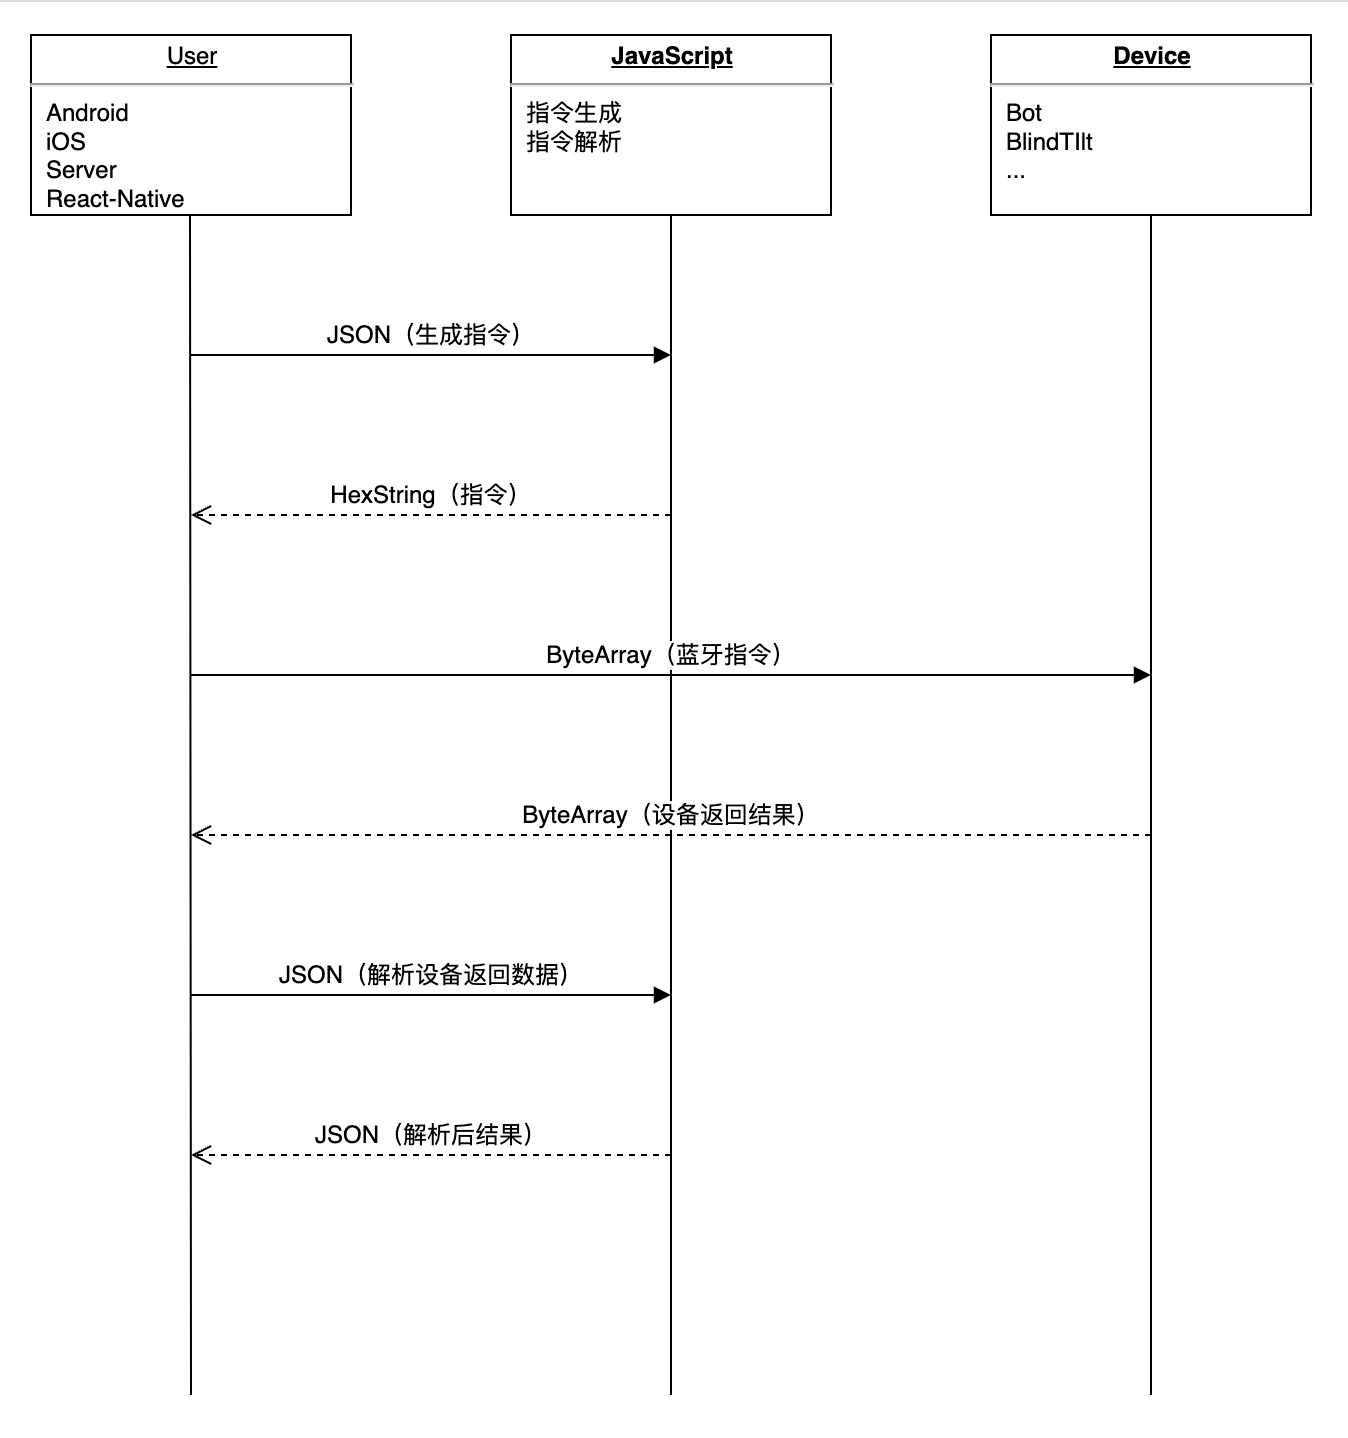 User
Android
iOS
Server
React-Native
JavaScript
指令生成
指令解析
Device
Bot
BlindTIlt
...
JSON（生成指令）
HexString（指令）
ByteArray（蓝牙指令）
ByteArray（设备返回结果）
JSON（解析设备返回数据）
JSON（解析后结果）